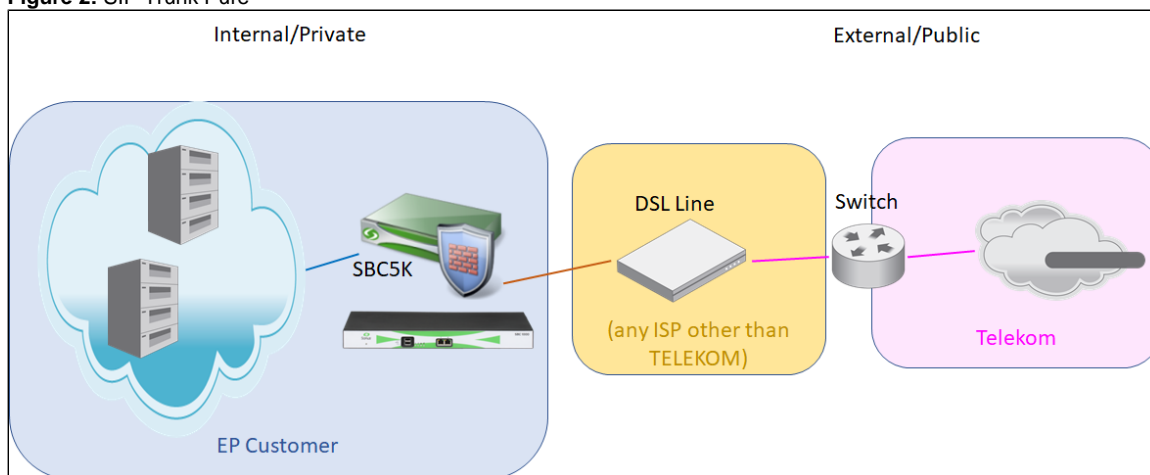 Internal/Private
External/Public
DSL Line
Switch
SBC5K
(any ISP other than
TELEKOM)
Telekom
EP Customer